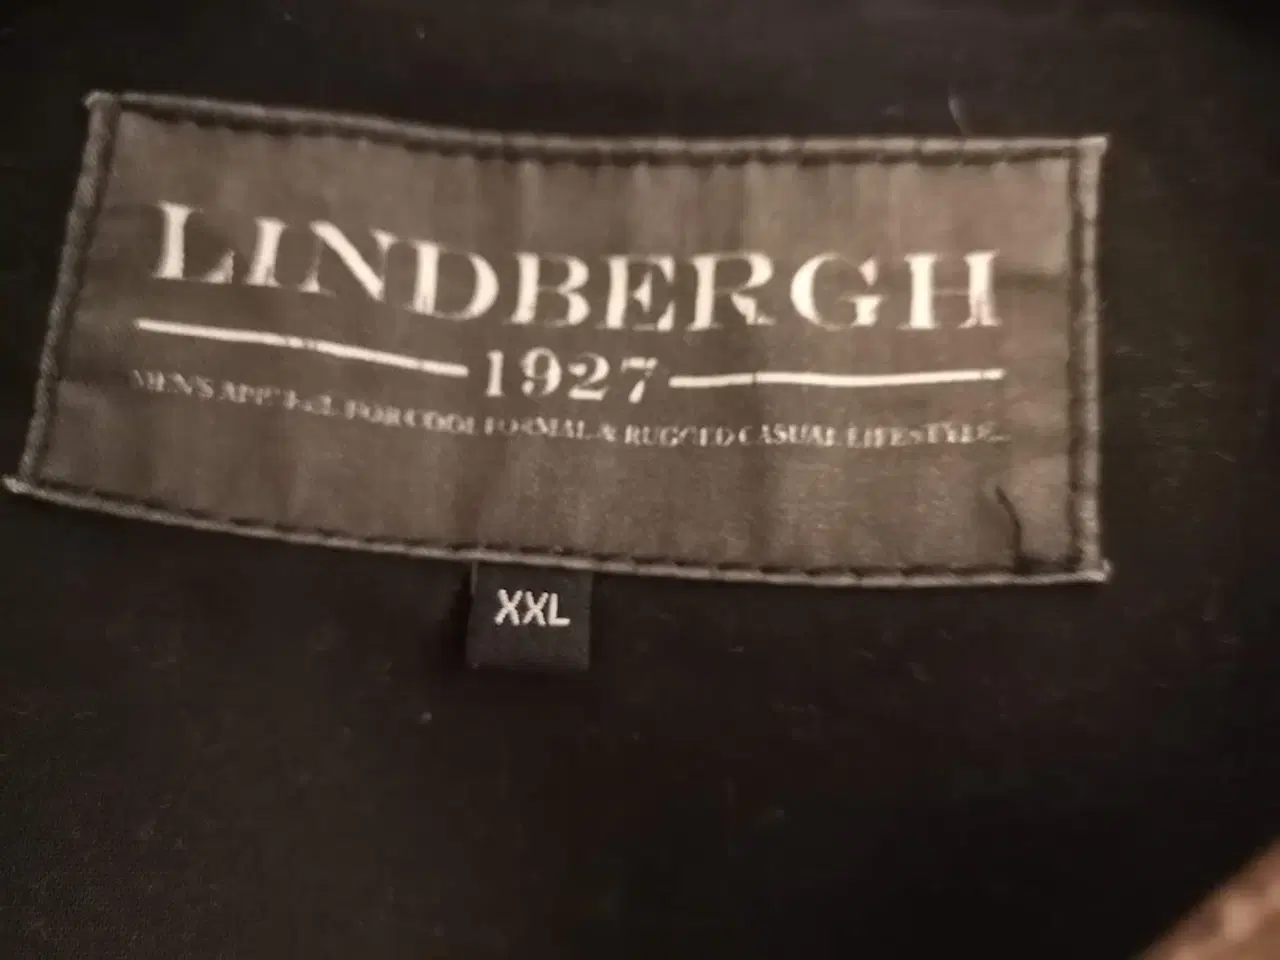 LINDBERGH
1927
MEN'S APPAREL FOR COOL FORMAL & RUGGED CASUAL LIFESTYLE
XXL